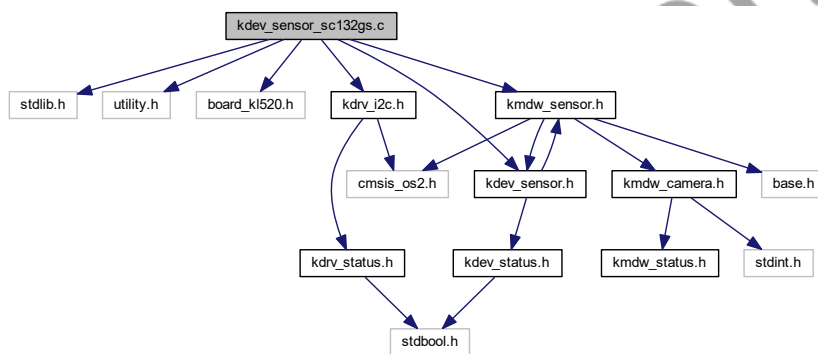 kdev_sensor_sc132gs.c
stdlib.h
utility.h
board_kl520.h
kdrv_i2c.h
kmdw_sensor.h
cmsis_os2.h
kdev_sensor.h
kmdw_camera.h
base.h
kdrv_status.h
kdev_status.h
kmdw_status.h
stdint.h
stdbool.h